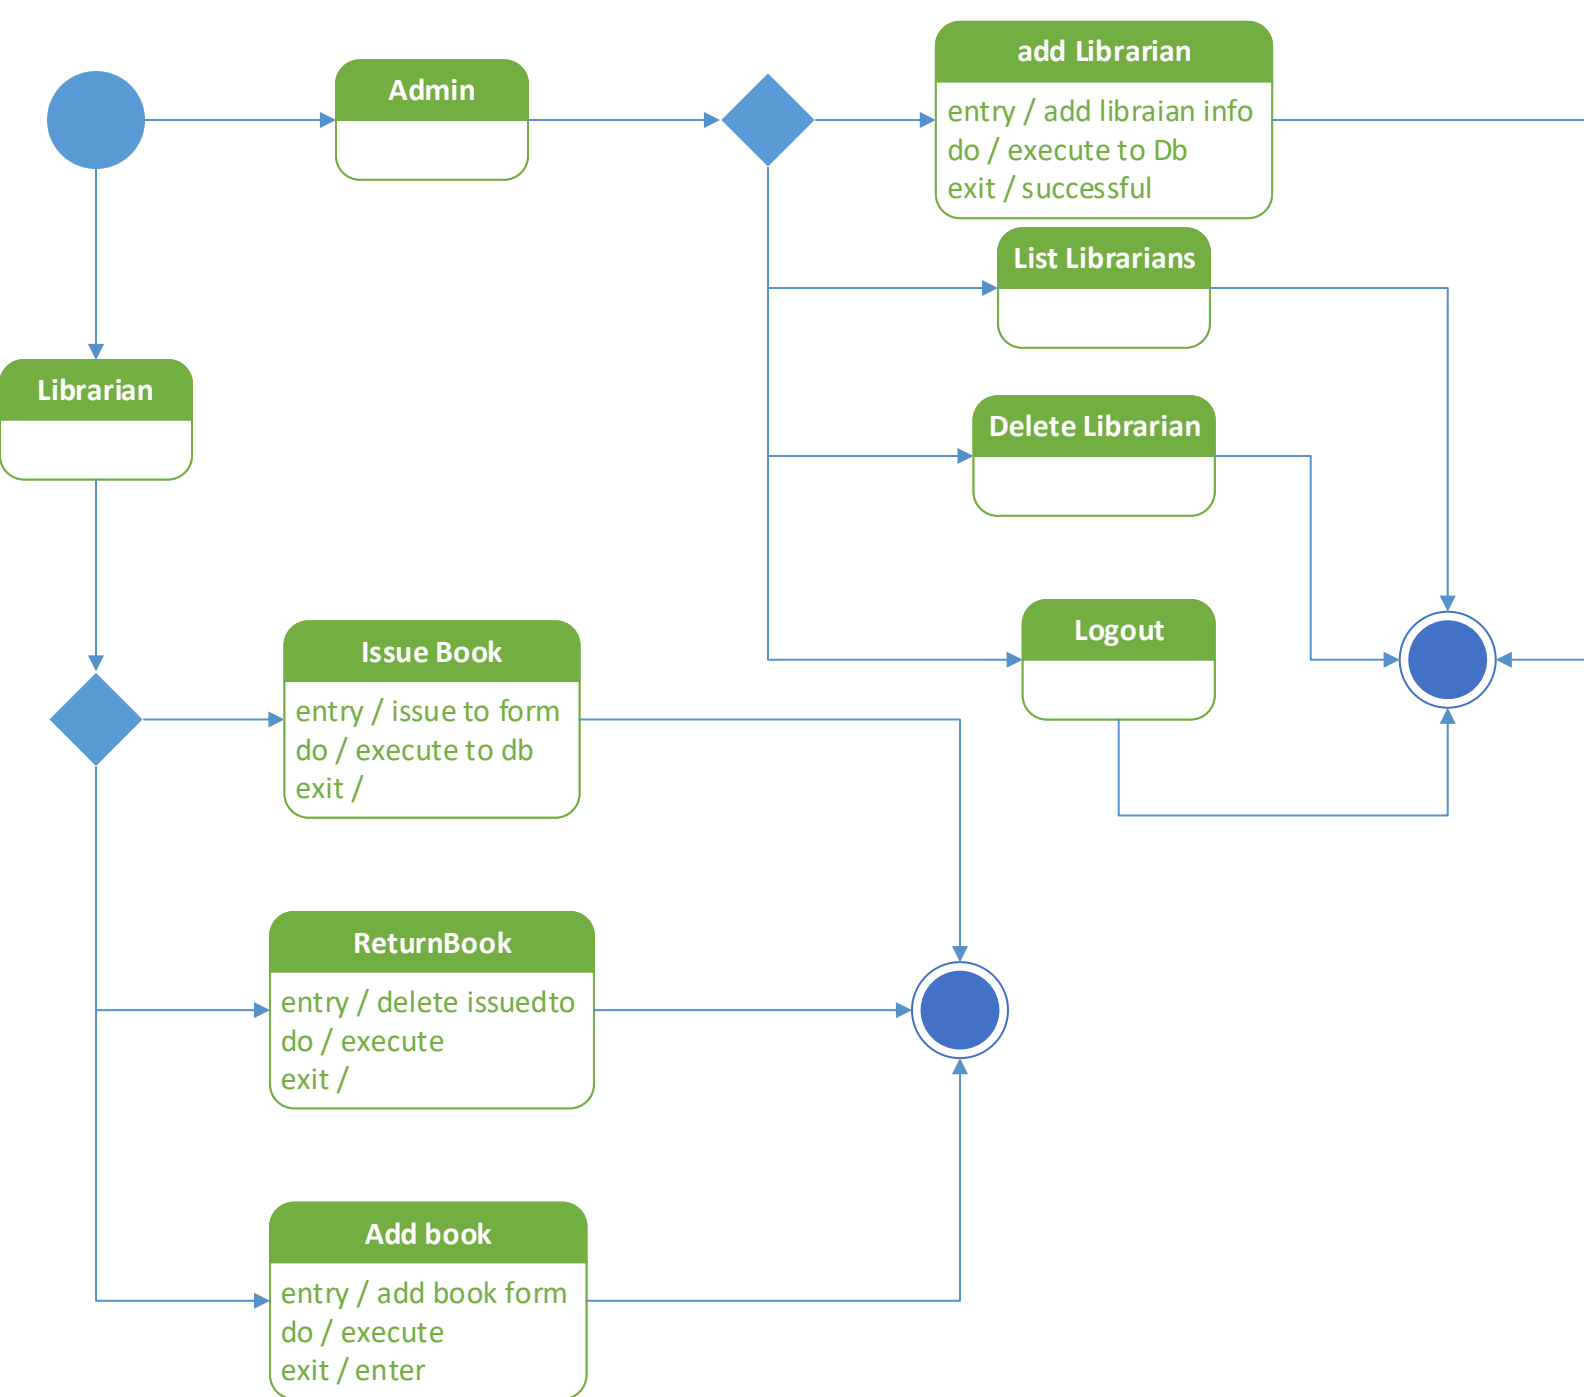 Admin
add Librarian
entry / add libraian info
do / execute to Db
exit / successful
List Librarians
Librarian
Delete Librarian
Logout
Issue Book
entry / issue to form
do / execute to db
exit /
ReturnBook
entry / delete issuedto
do / execute
exit /
Add book
entry / add book form
do / execute
exit / enter